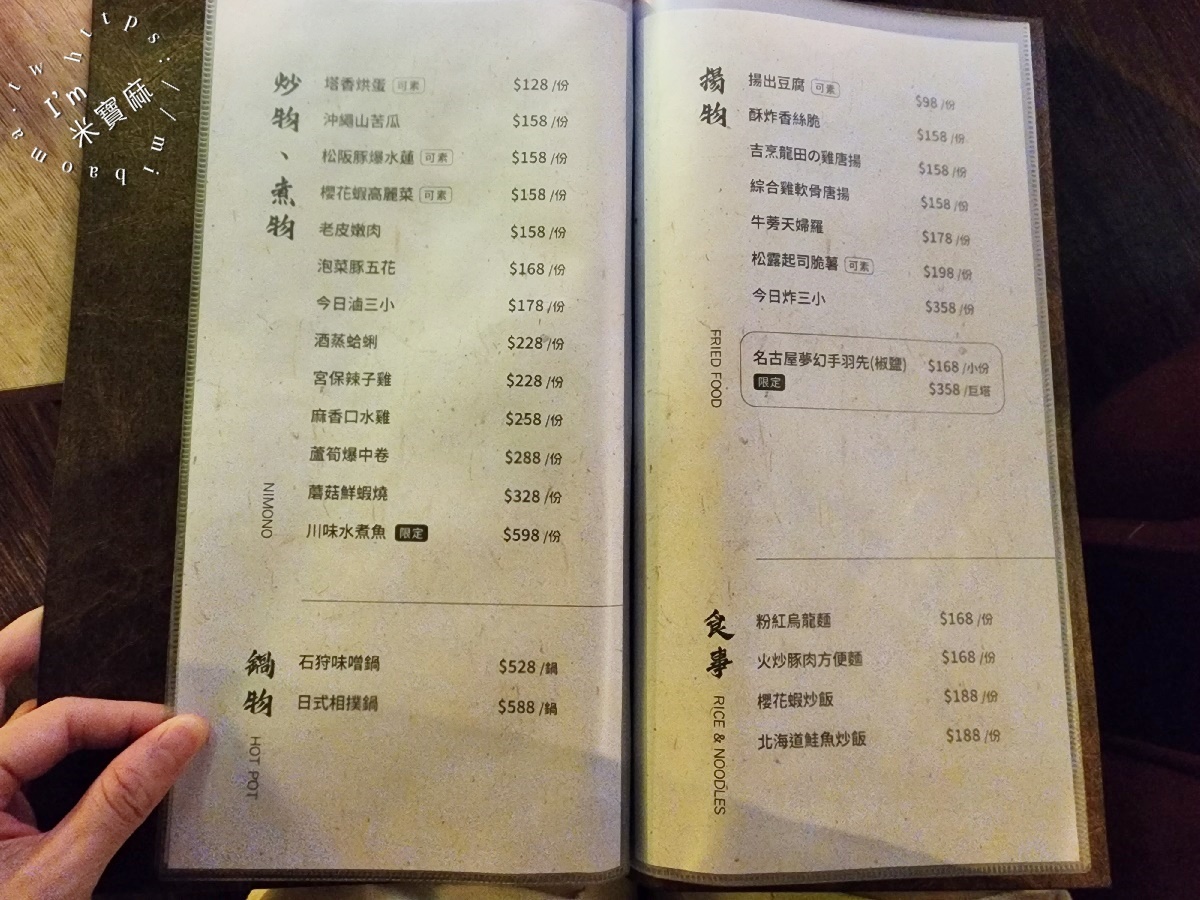 https://mibaoma.tw
I'm
米寶麻
炒物、煮物
NIMONO
塔香烘蛋 可素 $128 /份
沖繩山苦瓜 $158 /份
松阪豚爆水蓮 可素 $158 /份
櫻花蝦高麗菜 可素 $158 /份
老皮嫩肉 $158 /份
泡菜豚五花 $168 /份
今日滷三小 $178 /份
酒蒸蛤蜊 $228 /份
宮保辣子雞 $228 /份
麻香口水雞 $258 /份
蘆筍爆中卷 $288 /份
蘑菇鮮蝦燒 $328 /份
川味水煮魚 限定 $598 /份
鍋物
HOT POT
石狩味噌鍋 $528 /鍋
日式相撲鍋 $588 /鍋
揚物
FRIED FOOD
揚出豆腐 可素 $98 /份
酥炸香絲脆 $158 /份
吉烹龍田の雞唐揚 $158 /份
綜合雞軟骨唐揚 $158 /份
牛蒡天婦羅 $178 /份
松露起司脆薯 可素 $198 /份
今日炸三小 $358 /份
名古屋夢幻手羽先(椒鹽) $168 /小份
限定 $358 /巨塔
食事
RICE & NOODLES
粉紅烏龍麵 $168 /份
火炒豚肉方便麵 $168 /份
櫻花蝦炒飯 $188 /份
北海道鮭魚炒飯 $188 /份